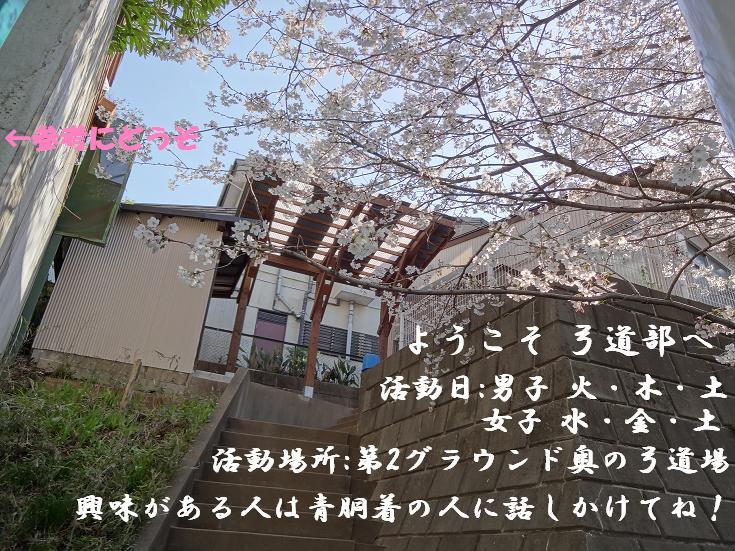 ←参考にどうぞ
ようこそ 弓道部へ
活動日:男子 火・木・土
女子 水・金・土
活動場所:第2グラウンド奥の弓道場
興味がある人は青胴着の人に話しかけてね!